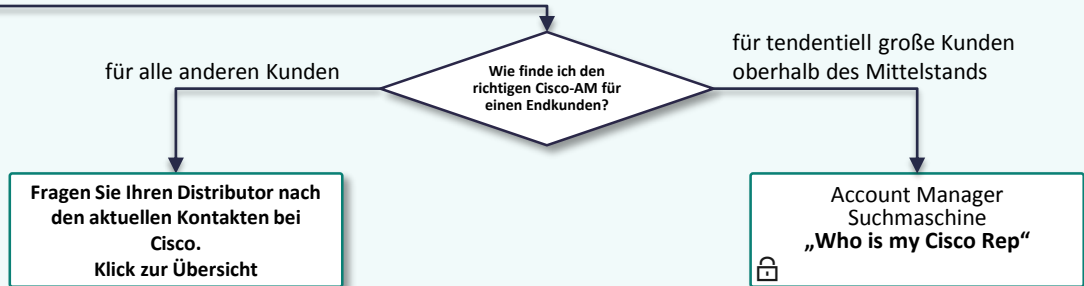 für tendentiell große Kunden
oberhalb des Mittelstands
für alle anderen Kunden
Wie finde ich den
richtigen Cisco-AM für
einen Endkunden?
Fragen Sie Ihren Distributor nach
den aktuellen Kontakten bei
Cisco.
Klick zur Übersicht
Account Manager
Suchmaschine
„Who is my Cisco Rep“